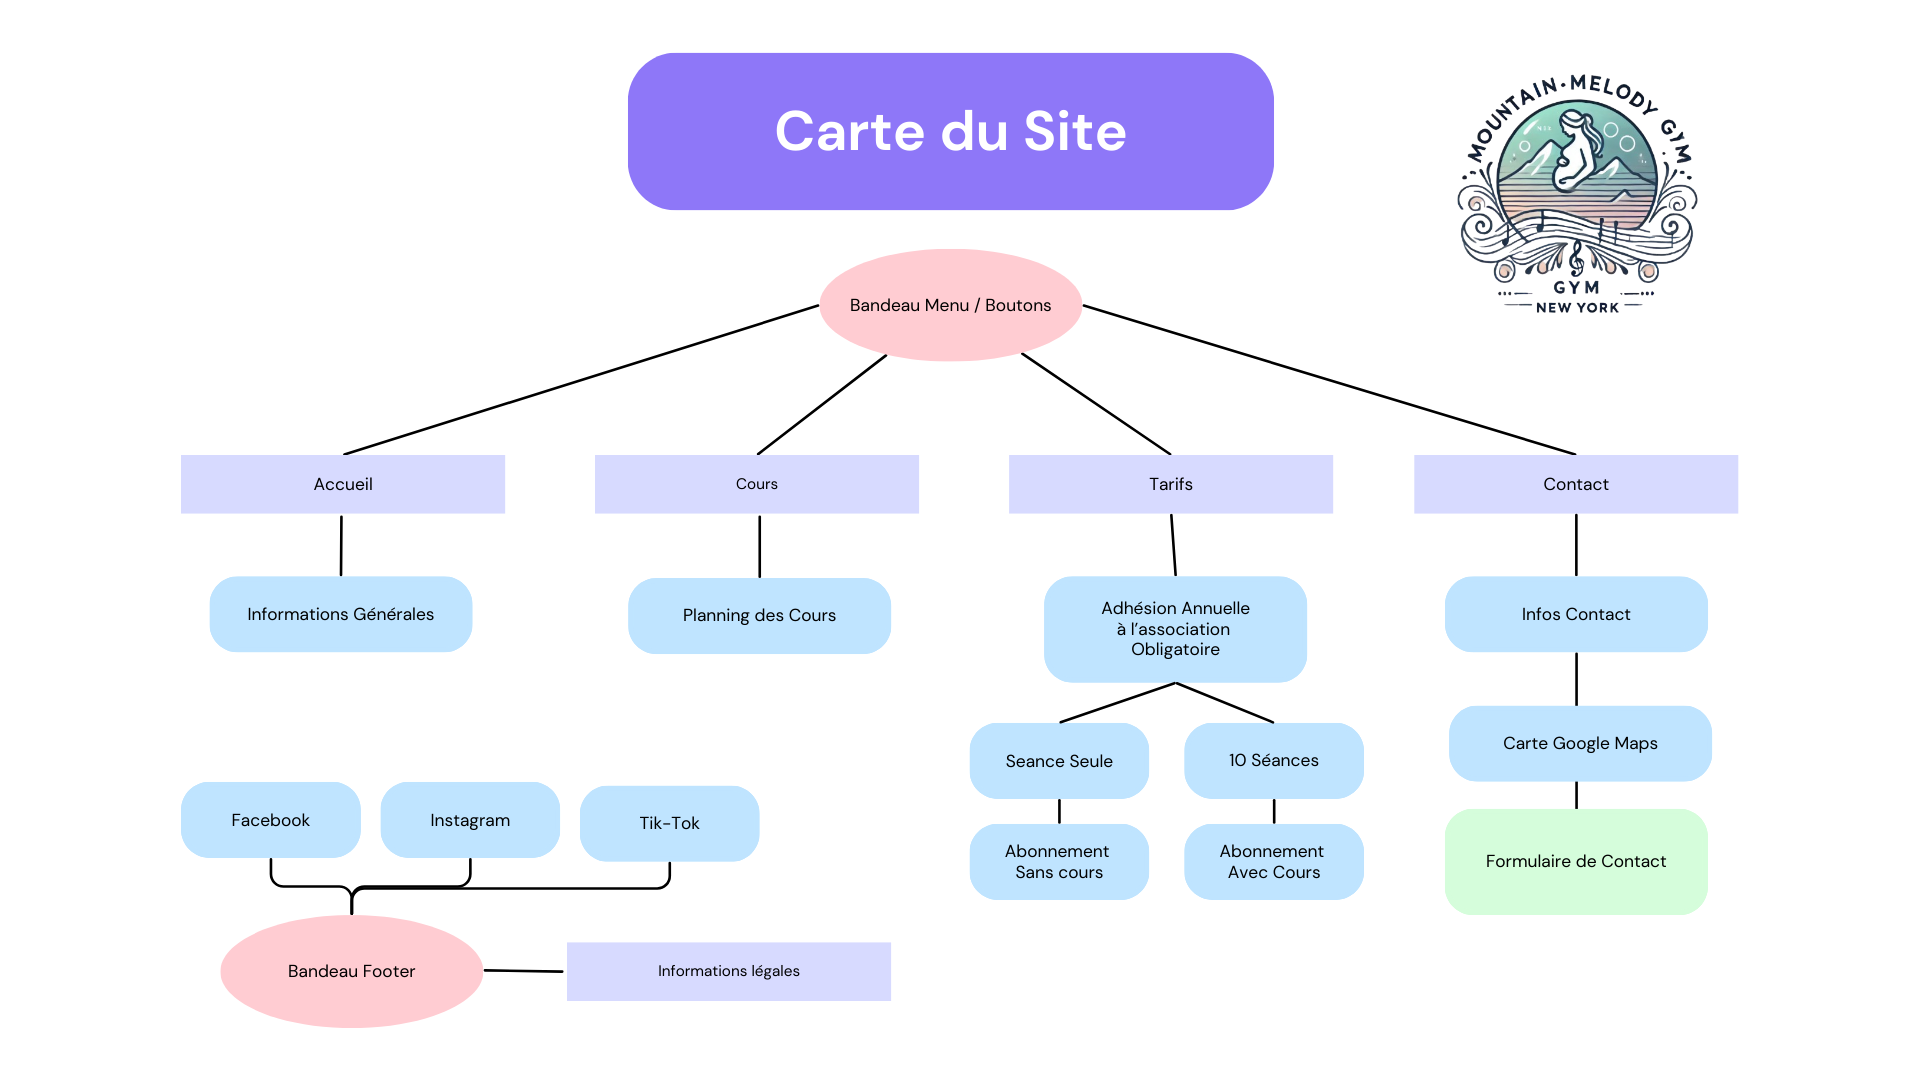 Carte du Site
MOUNTAIN·MELODY GYM
GYM
NEW YORK
Bandeau Menu / Boutons
Accueil
Cours
Tarifs
Contact
Informations Générales
Planning des Cours
Adhésion Annuelle
à l'association
Obligatoire
Infos Contact
Seance Seule
10 Séances
Carte Google Maps
Facebook
Instagram
Tik-Tok
Abonnement
Sans cours
Abonnement
Avec Cours
Formulaire de Contact
Bandeau Footer
Informations légales